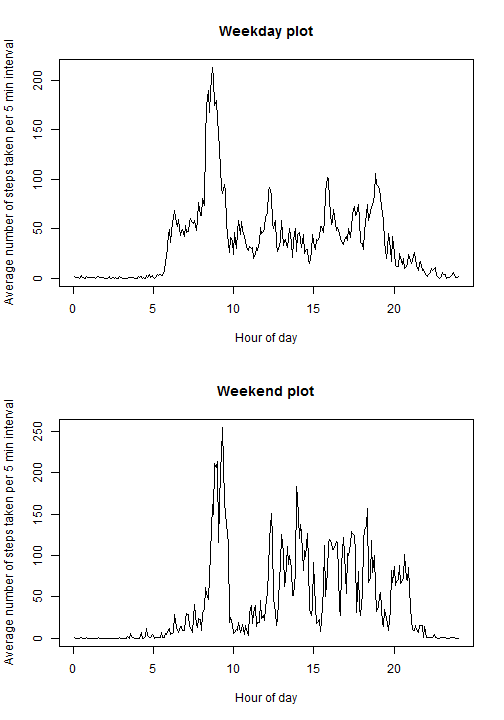 Weekday plot
Average number of steps taken per 5 min interval
200
150
100
50
0
0 5 10 15 20
Hour of day
Weekend plot
Average number of steps taken per 5 min interval
250
200
150
100
50
0
0 5 10 15 20
Hour of day